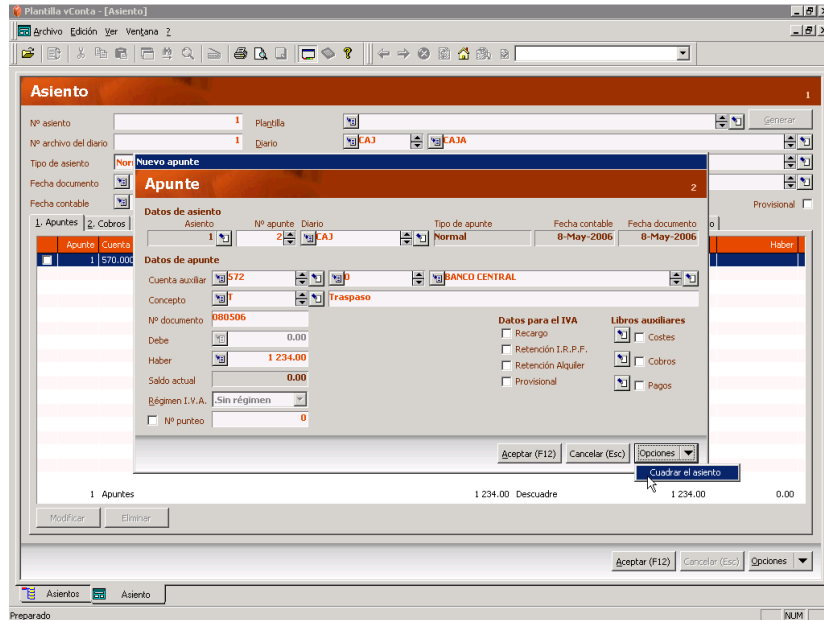 Plantilla vConta - [Asiento]
Archivo Edición Ver Ventana ?
Asiento 1
Nº asiento 1 Plantilla Generar
Nº archivo del diario 1 Diario CAJ CAJA
Tipo de asiento
Fecha documento
Fecha contable Provisional
1. Apuntes 2. Cobros
Apunte Cuenta Haber
1 570.000
Nuevo apunte
Apunte 2
Datos de asiento
Asiento Nº apunte Diario Tipo de apunte Fecha contable Fecha documento
1 2 CAJ Normal 8-May-2006 8-May-2006
Datos de apunte
Cuenta auxiliar 572 0 BANCO CENTRAL
Concepto T Traspaso
Nº documento 080506
Debe 0.00
Haber 1 234.00
Saldo actual 0.00
Régimen I.V.A. .Sin régimen
Nº punteo 0
Datos para el IVA Libros auxiliares
Recargo Costes
Retención I.R.P.F.
Retención Alquiler Cobros
Provisional Pagos
Aceptar (F12) Cancelar (Esc) Opciones
Cuadrar el asiento
1 Apuntes 1 234.00 Descuadre 1 234.00 0.00
Modificar Eliminar
Aceptar (F12) Cancelar (Esc) Opciones
Asientos Asiento
Preparado NUM